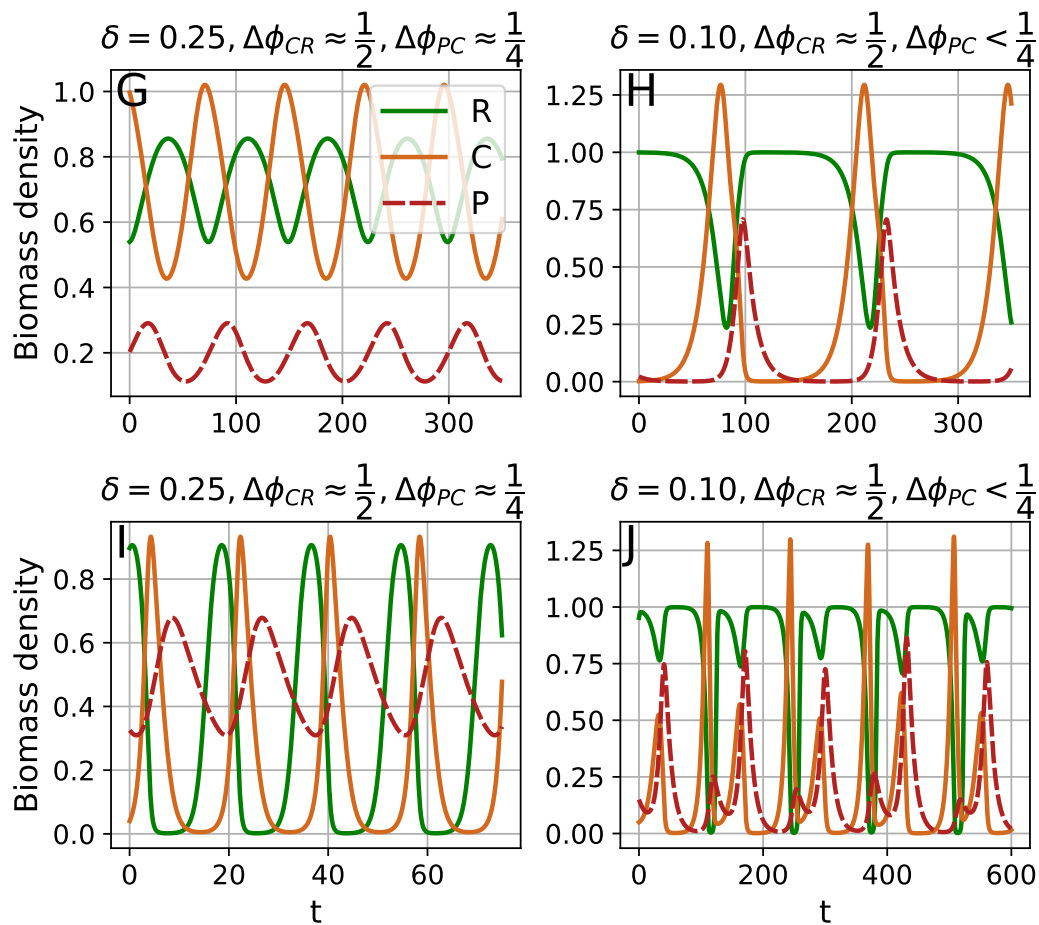 δ = 0.25, Δϕ_CR ≈ 1/2, Δϕ_PC ≈ 1/4
G
R
C
P
1.0
0.8
0.6
0.4
0.2
Biomass density
0 100 200 300
δ = 0.10, Δϕ_CR ≈ 1/2, Δϕ_PC < 1/4
H
1.25
1.00
0.75
0.50
0.25
0.00
0 100 200 300
δ = 0.25, Δϕ_CR ≈ 1/2, Δϕ_PC ≈ 1/4
I
0.8
0.6
0.4
0.2
0.0
Biomass density
0 20 40 60
t
δ = 0.10, Δϕ_CR ≈ 1/2, Δϕ_PC < 1/4
J
1.25
1.00
0.75
0.50
0.25
0.00
0 200 400 600
t